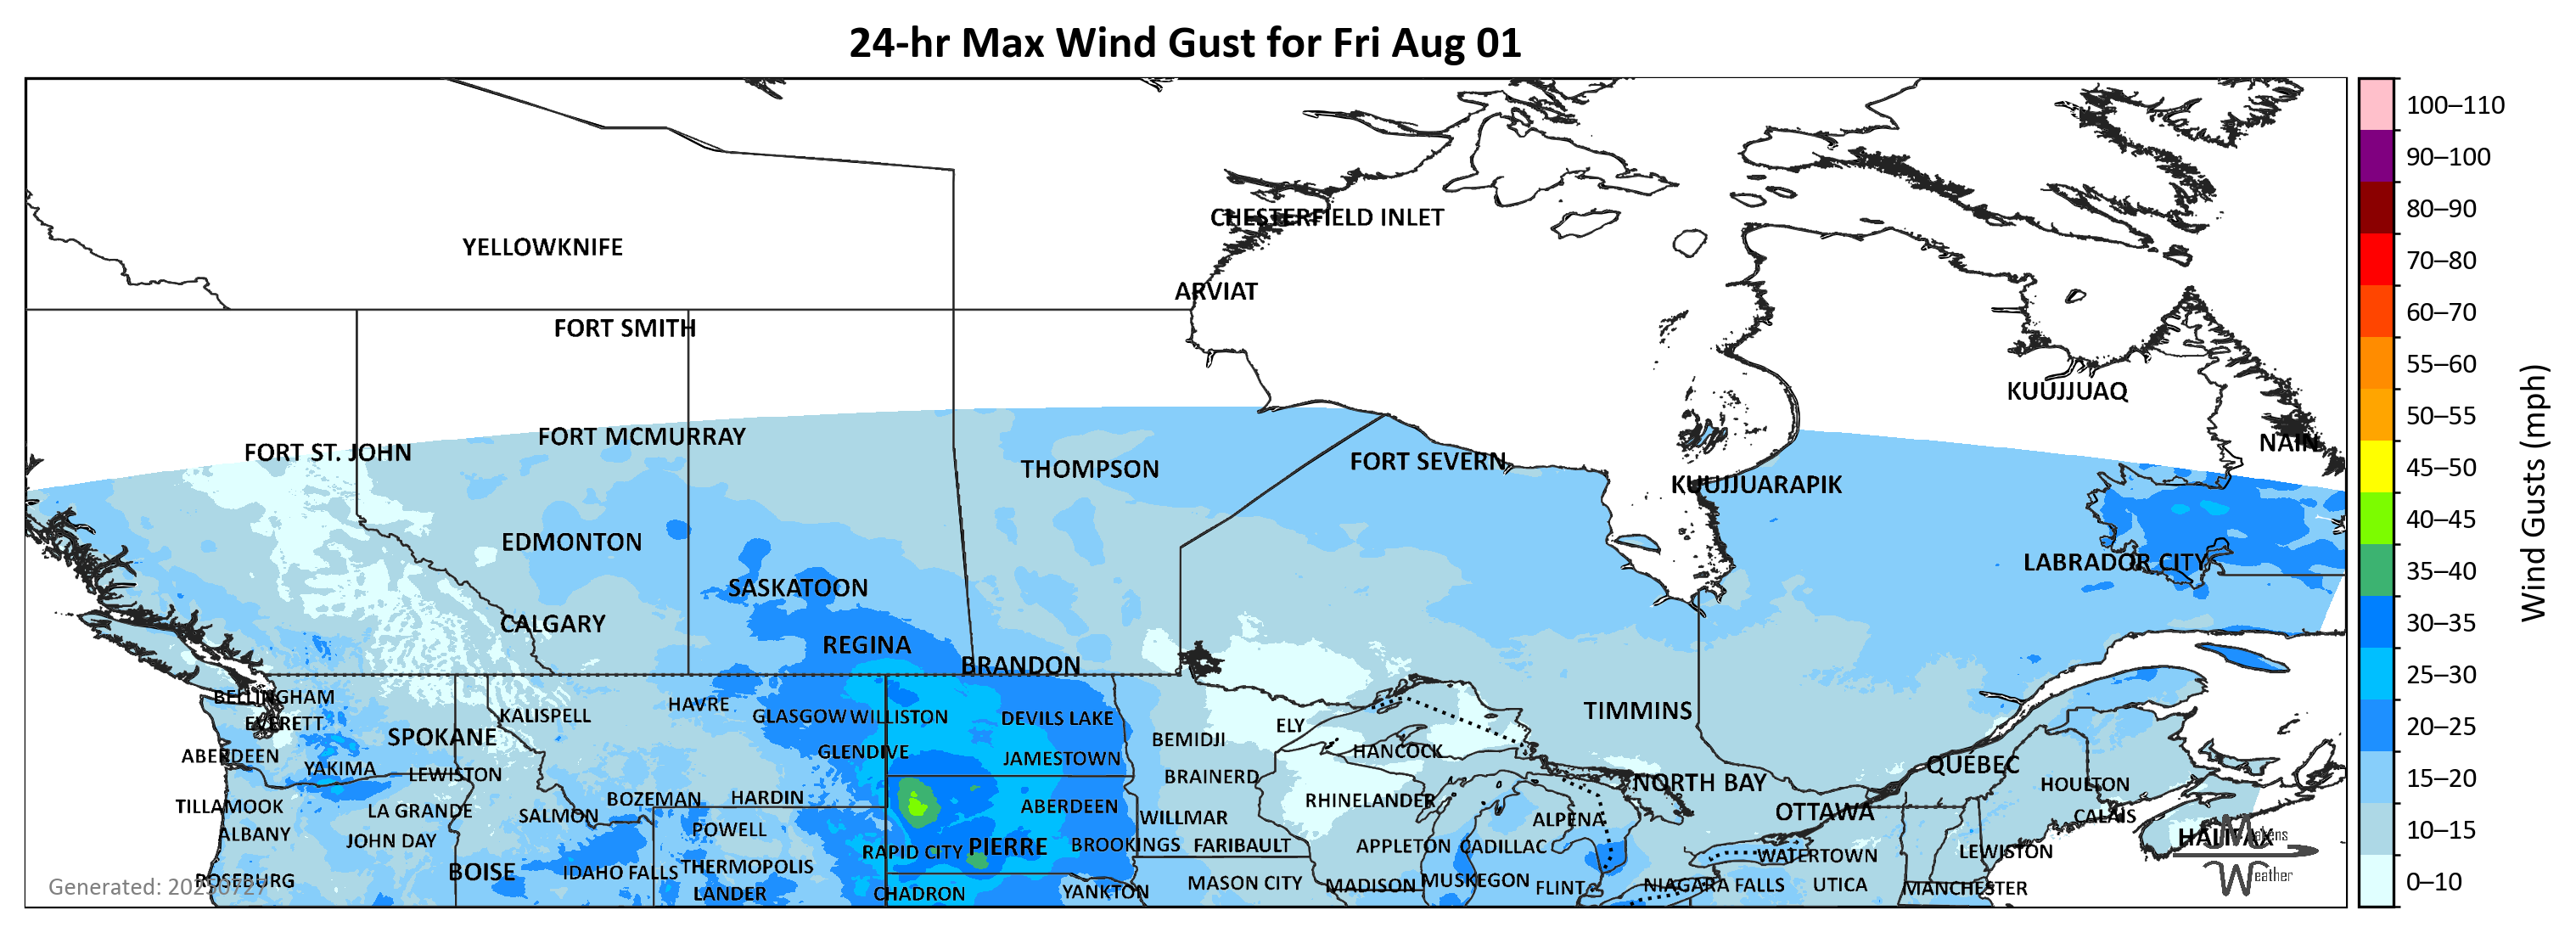 24-hr Max Wind Gust for Fri Aug 01
100–110
90–100
CHESTERFIELD INLET
80–90
YELLOWKNIFE
70–80
ARVIAT
60–70
FORT SMITH
55–60
KUUJJUAQ
50–55
FORT MCMURRAY
NAIN
FORT ST. JOHN
FORT SEVERN
THOMPSON
45–50
KUUJJUARAPIK
40–45
EDMONTON
LABRADOR CITY
35–40
SASKATOON
CALGARY
30–35
REGINA
BRANDON
25–30
Wind Gusts (mph)
BELLINGHAM
HAVRE
TIMMINS
KALISPELL
GLASGOW
WILLISTON
DEVILS LAKE
EVERETT
ELY
20–25
SPOKANE
BEMIDJI
GLENDIVE
HANCOCK
ABERDEEN
JAMESTOWN
QUÉBEC
YAKIMA
LEWISTON
BRAINERD
15–20
NORTH BAY
HOULTON
BOZEMAN
HARDIN
RHINELANDER
TILLAMOOK
ABERDEEN
LA GRANDE
OTTAWA
SALMON
CALAIS
WILLMAR
ALPENA
10–15
POWELL
ALBANY
HALIFAX
Makens
JOHN DAY
BROOKINGS
FARIBAULT
APPLETON
CADILLAC
PIERRE
RAPID CITY
LEWISTON
WATERTOWN
THERMOPOLIS
BOISE
IDAHO FALLS
Weather
ROSEBURG
MUSKEGON
0–10
MASON CITY
MADISON
NIAGARA FALLS
UTICA
Generated: 20250727
FLINT
MANCHESTER
YANKTON
LANDER
CHADRON